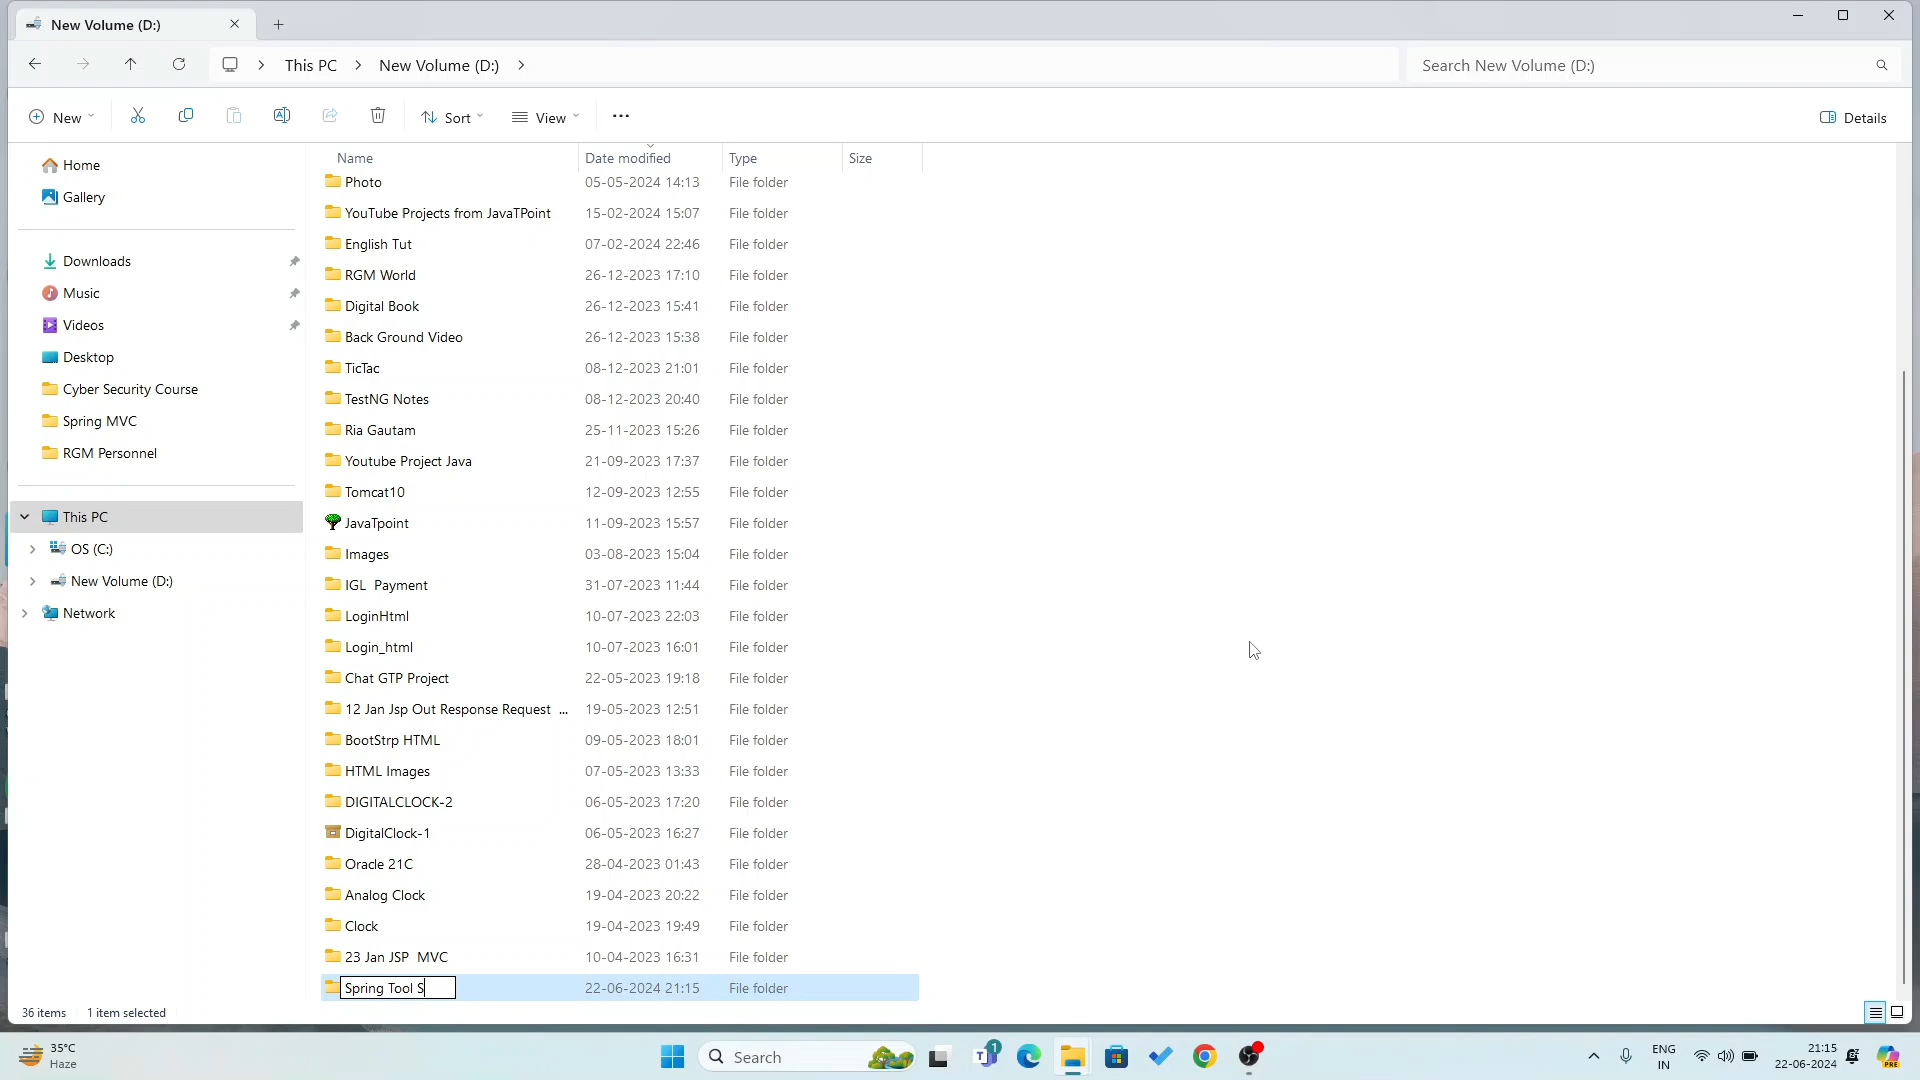 New Volume (D:)
This PC
New Volume (D:)
Search New Volume (D:)
New
Sort
View
Details
Home
Gallery
Downloads
Music
Videos
Desktop
Cyber Security Course
Spring MVC
RGM Personnel
This PC
OS (C:)
New Volume (D:)
Network
Name Date modified Type Size
Photo 05-05-2024 14:13 File folder
YouTube Projects from JavaTPoint 15-02-2024 15:07 File folder
English Tut 07-02-2024 22:46 File folder
RGM World 26-12-2023 17:10 File folder
Digital Book 26-12-2023 15:41 File folder
Back Ground Video 26-12-2023 15:38 File folder
TicTac 08-12-2023 21:01 File folder
TestNG Notes 08-12-2023 20:40 File folder
Ria Gautam 25-11-2023 15:26 File folder
Youtube Project Java 21-09-2023 17:37 File folder
Tomcat10 12-09-2023 12:55 File folder
JavaTpoint 11-09-2023 15:57 File folder
Images 03-08-2023 15:04 File folder
IGL  Payment 31-07-2023 11:44 File folder
LoginHtml 10-07-2023 22:03 File folder
Login_html 10-07-2023 16:01 File folder
Chat GTP Project 22-05-2023 19:18 File folder
12 Jan Jsp Out Response Request ... 19-05-2023 12:51 File folder
BootStrp HTML 09-05-2023 18:01 File folder
HTML Images 07-05-2023 13:33 File folder
DIGITALCLOCK-2 06-05-2023 17:20 File folder
DigitalClock-1 06-05-2023 16:27 File folder
Oracle 21C 28-04-2023 01:43 File folder
Analog Clock 19-04-2023 20:22 File folder
Clock 19-04-2023 19:49 File folder
23 Jan JSP  MVC 10-04-2023 16:31 File folder
Spring Tool S 22-06-2024 21:15 File folder
36 items 1 item selected
35°C
Haze
Search
1
ENG
IN
21:15
22-06-2024
PRE